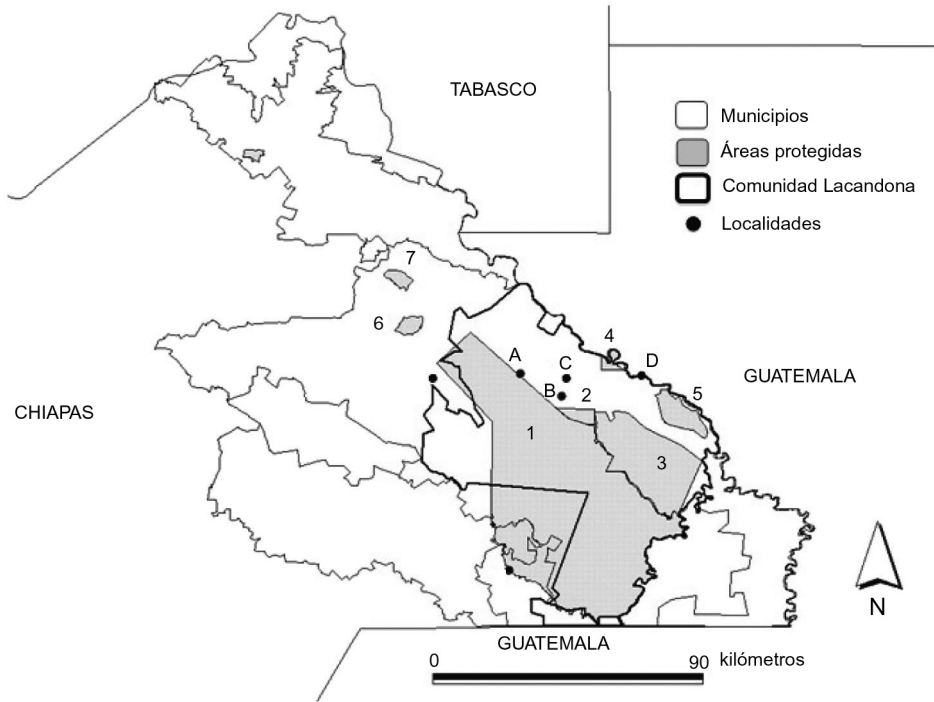 TABASCO
Municipios
Áreas protegidas
Comunidad Lacandona
Localidades
7
6
4
A
C
D
B
2
5
GUATEMALA
CHIAPAS
1
3
N
GUATEMALA
0
90 kilómetros